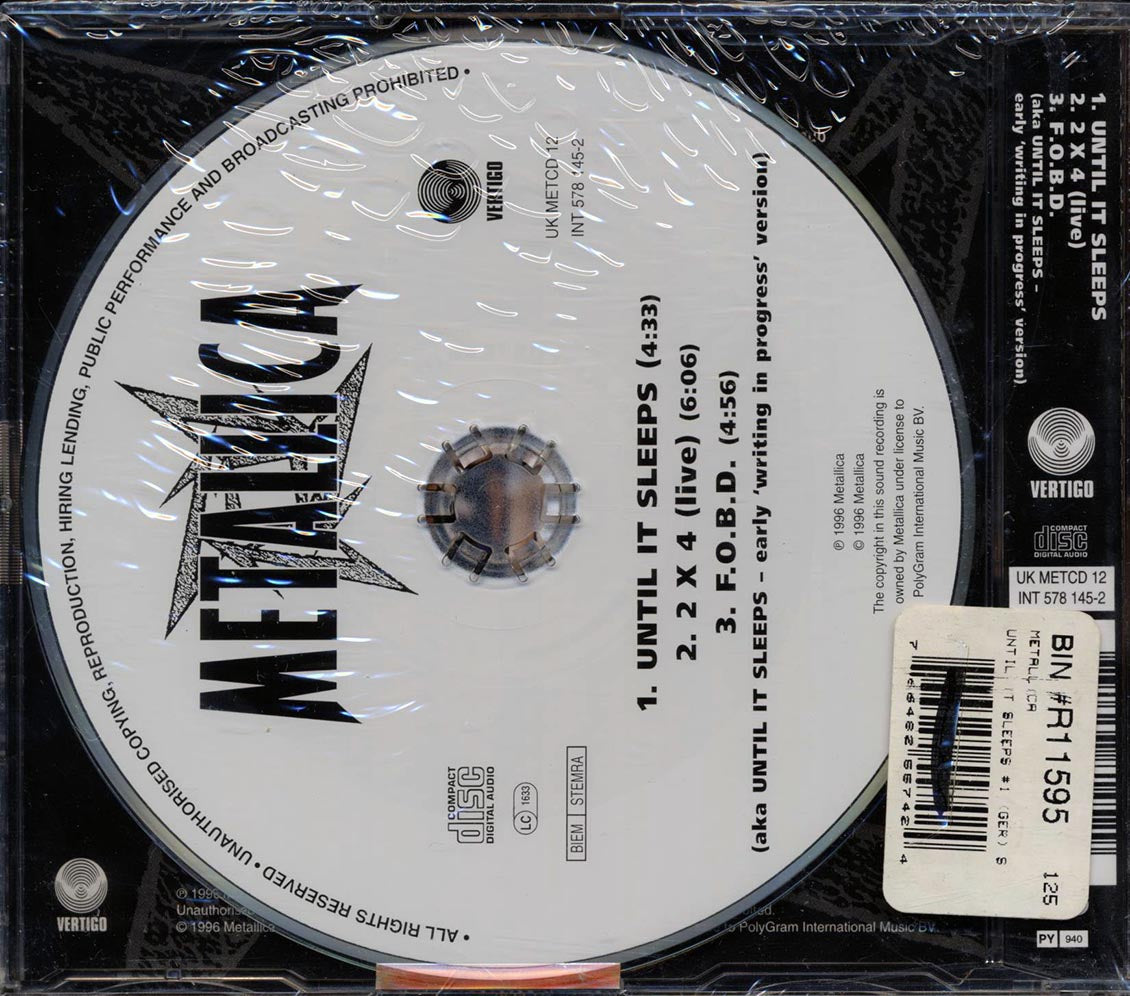 • ALL RIGHTS RESERVED • UNAUTHORISED COPYING, REPRODUCTION, HIRING LENDING, PUBLIC PERFORMANCE AND BROADCASTING PROHIBITED •
METALLICA
VERTIGO
UK METCD 12
INT 578 145-2
COMPACT
disc
DIGITAL AUDIO
LC 1633
BIEM STEMRA
1. UNTIL IT SLEEPS (4:33)
2. 2 X 4 (live) (6:06)
3. F.O.B.D. (4:56)
(aka UNTIL IT SLEEPS – early 'writing in progress' version)
℗ 1996 Metallica
© 1996 Metallica
The copyright in this sound recording is
owned by Metallica under license to
PolyGram International Music BV.
1. UNTIL IT SLEEPS
2. 2 X 4 (live)
3. F.O.B.D.
(aka UNTIL IT SLEEPS –
early 'writing in progress' version)
VERTIGO
COMPACT
disc
DIGITAL AUDIO
UK METCD 12
INT 578 145-2
BIN #R11595 125
METALLICA
UNTIL IT SLEEPS #1 (GER) S
VERTIGO
℗ 199
Unauthoris
© 1996 Metallica
PolyGram International Music BV.
PY 940